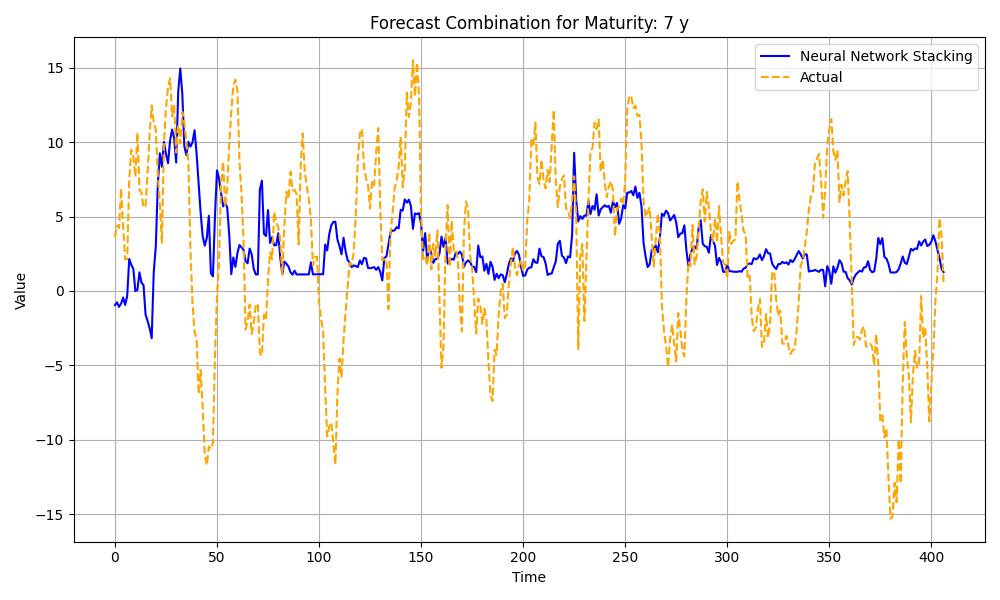 Forecast Combination for Maturity: 7 y
Neural Network Stacking
Actual
Value
15
10
5
0
−5
−10
−15
0 50 100 150 200 250 300 350 400
Time